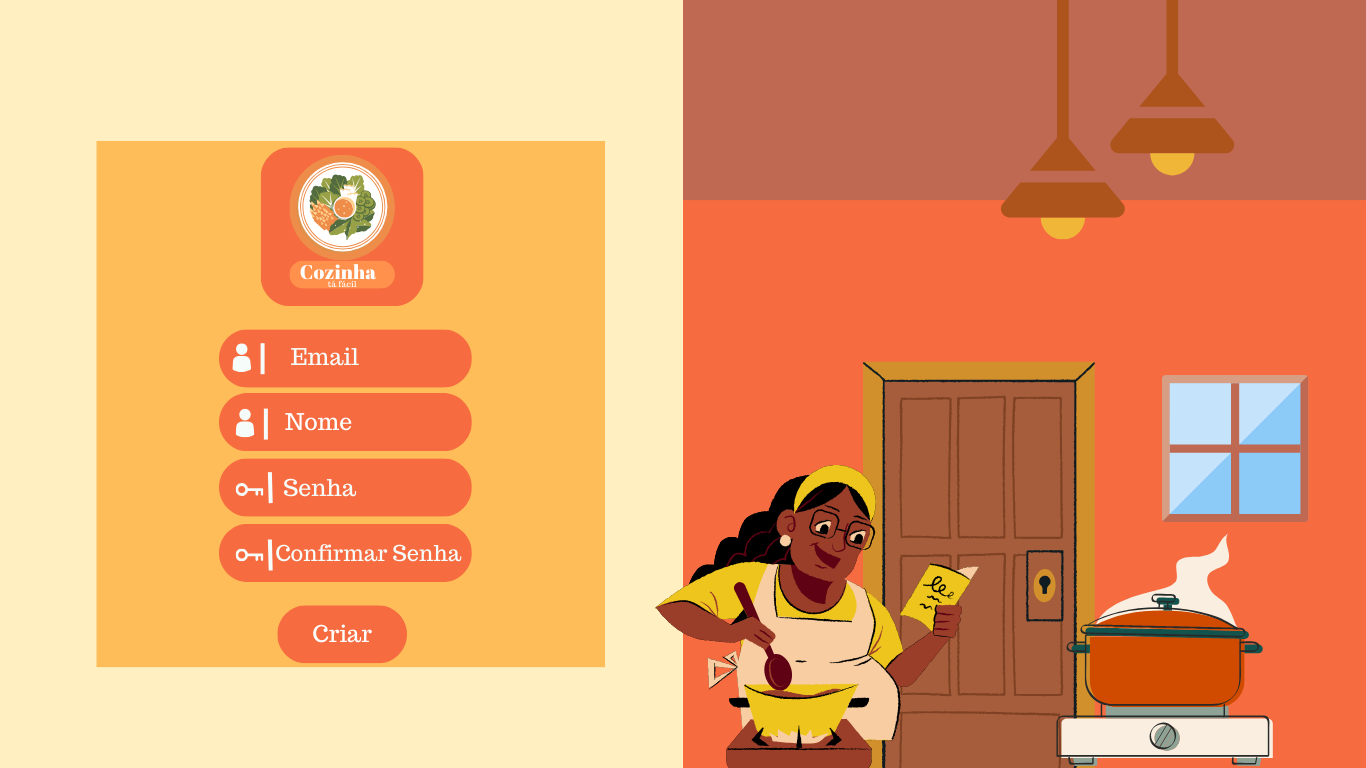 Cozinha
tá fácil
Email
Nome
Senha
Confirmar Senha
Criar